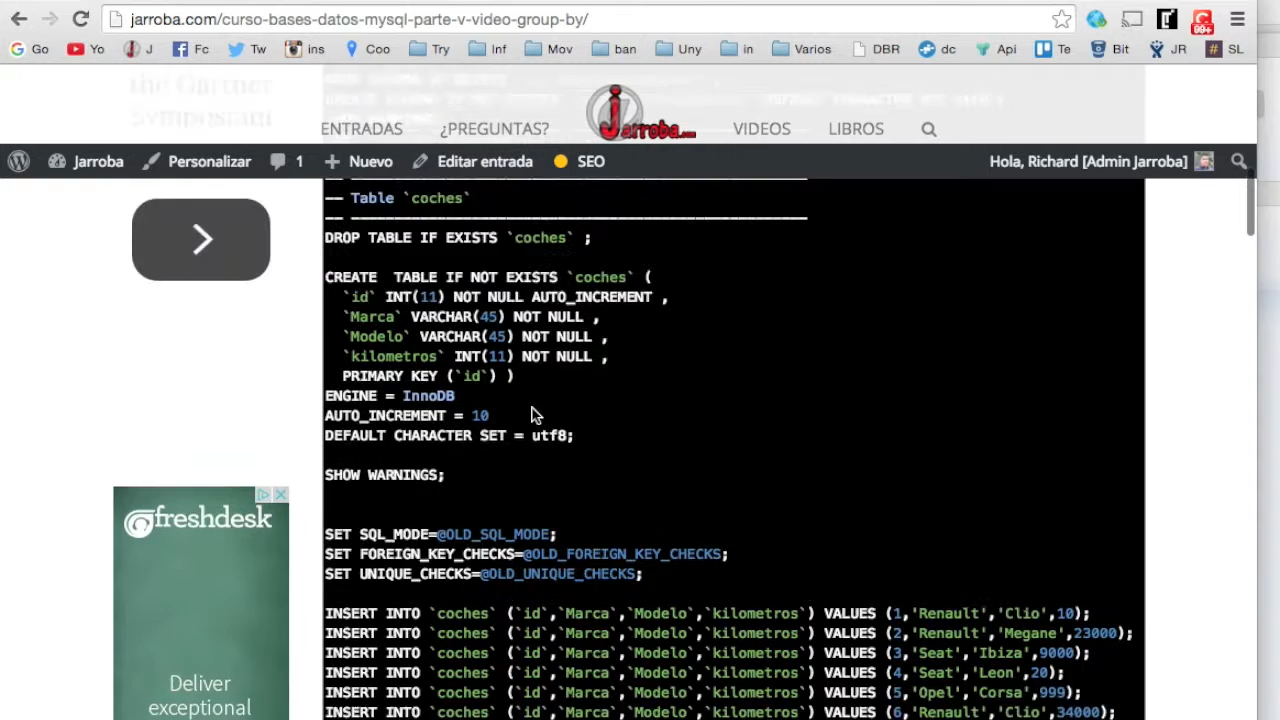 jarroba.com/curso-bases-datos-mysql-parte-v-video-group-by/
99+
Go Yo J Fc Tw ins Coo Try Inf Mov ban Uny in Varios DBR dc Api Te Bit JR SL
the Gartner
Symposium
ENTRADAS ¿PREGUNTAS? Jarroba.com VIDEOS LIBROS
Jarroba Personalizar 1 Nuevo Editar entrada SEO Hola, Richard [Admin Jarroba]
-- Table `coches`
DROP TABLE IF EXISTS `coches` ;
CREATE  TABLE IF NOT EXISTS `coches` (
`id` INT(11) NOT NULL AUTO_INCREMENT ,
`Marca` VARCHAR(45) NOT NULL ,
`Modelo` VARCHAR(45) NOT NULL ,
`kilometros` INT(11) NOT NULL ,
PRIMARY KEY (`id`) )
ENGINE = InnoDB
AUTO_INCREMENT = 10
DEFAULT CHARACTER SET = utf8;
SHOW WARNINGS;
SET SQL_MODE=@OLD_SQL_MODE;
SET FOREIGN_KEY_CHECKS=@OLD_FOREIGN_KEY_CHECKS;
SET UNIQUE_CHECKS=@OLD_UNIQUE_CHECKS;
INSERT INTO `coches` (`id`,`Marca`,`Modelo`,`kilometros`) VALUES (1,'Renault','Clio',10);
INSERT INTO `coches` (`id`,`Marca`,`Modelo`,`kilometros`) VALUES (2,'Renault','Megane',23000);
INSERT INTO `coches` (`id`,`Marca`,`Modelo`,`kilometros`) VALUES (3,'Seat','Ibiza',9000);
INSERT INTO `coches` (`id`,`Marca`,`Modelo`,`kilometros`) VALUES (4,'Seat','Leon',20);
INSERT INTO `coches` (`id`,`Marca`,`Modelo`,`kilometros`) VALUES (5,'Opel','Corsa',999);
INSERT INTO `coches` (`id`,`Marca`,`Modelo`,`kilometros`) VALUES (6,'Renault','Clio',34000);
freshdesk
Deliver
exceptional